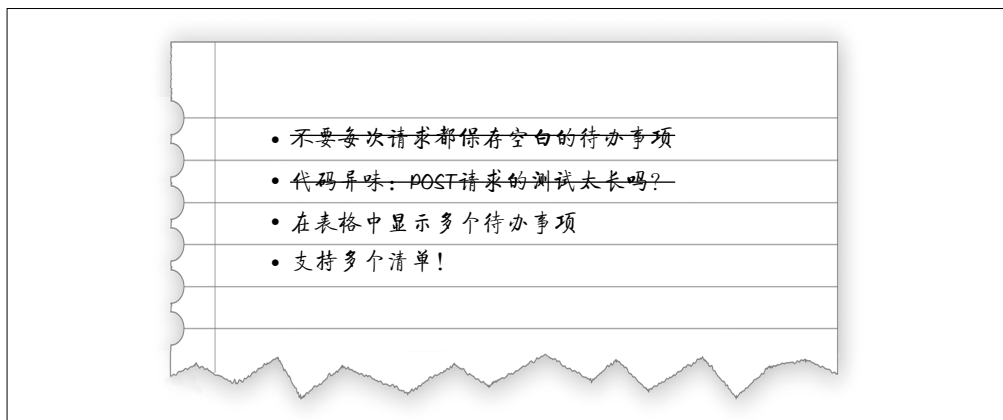 • 不要每次请求都保存空白的待办事项
• 代码异味：POST请求的测试太长吗？
• 在表格中显示多个待办事项
• 支持多个清单！